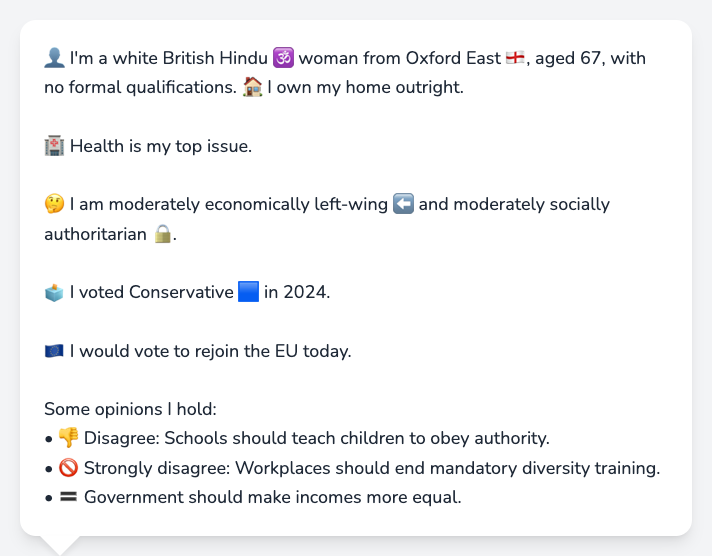 👤 I'm a white British Hindu 🕉️ woman from Oxford East 🏴󠁧󠁢󠁥󠁮󠁧󠁿, aged 67, with
no formal qualifications. 🏠 I own my home outright.
🏥 Health is my top issue.
🤔 I am moderately economically left-wing ⬅️ and moderately socially
authoritarian 🔒.
🗳️ I voted Conservative 🟦 in 2024.
🇪🇺 I would vote to rejoin the EU today.
Some opinions I hold:
• 👎 Disagree: Schools should teach children to obey authority.
• 🚫 Strongly disagree: Workplaces should end mandatory diversity training.
• 🟰 Government should make incomes more equal.